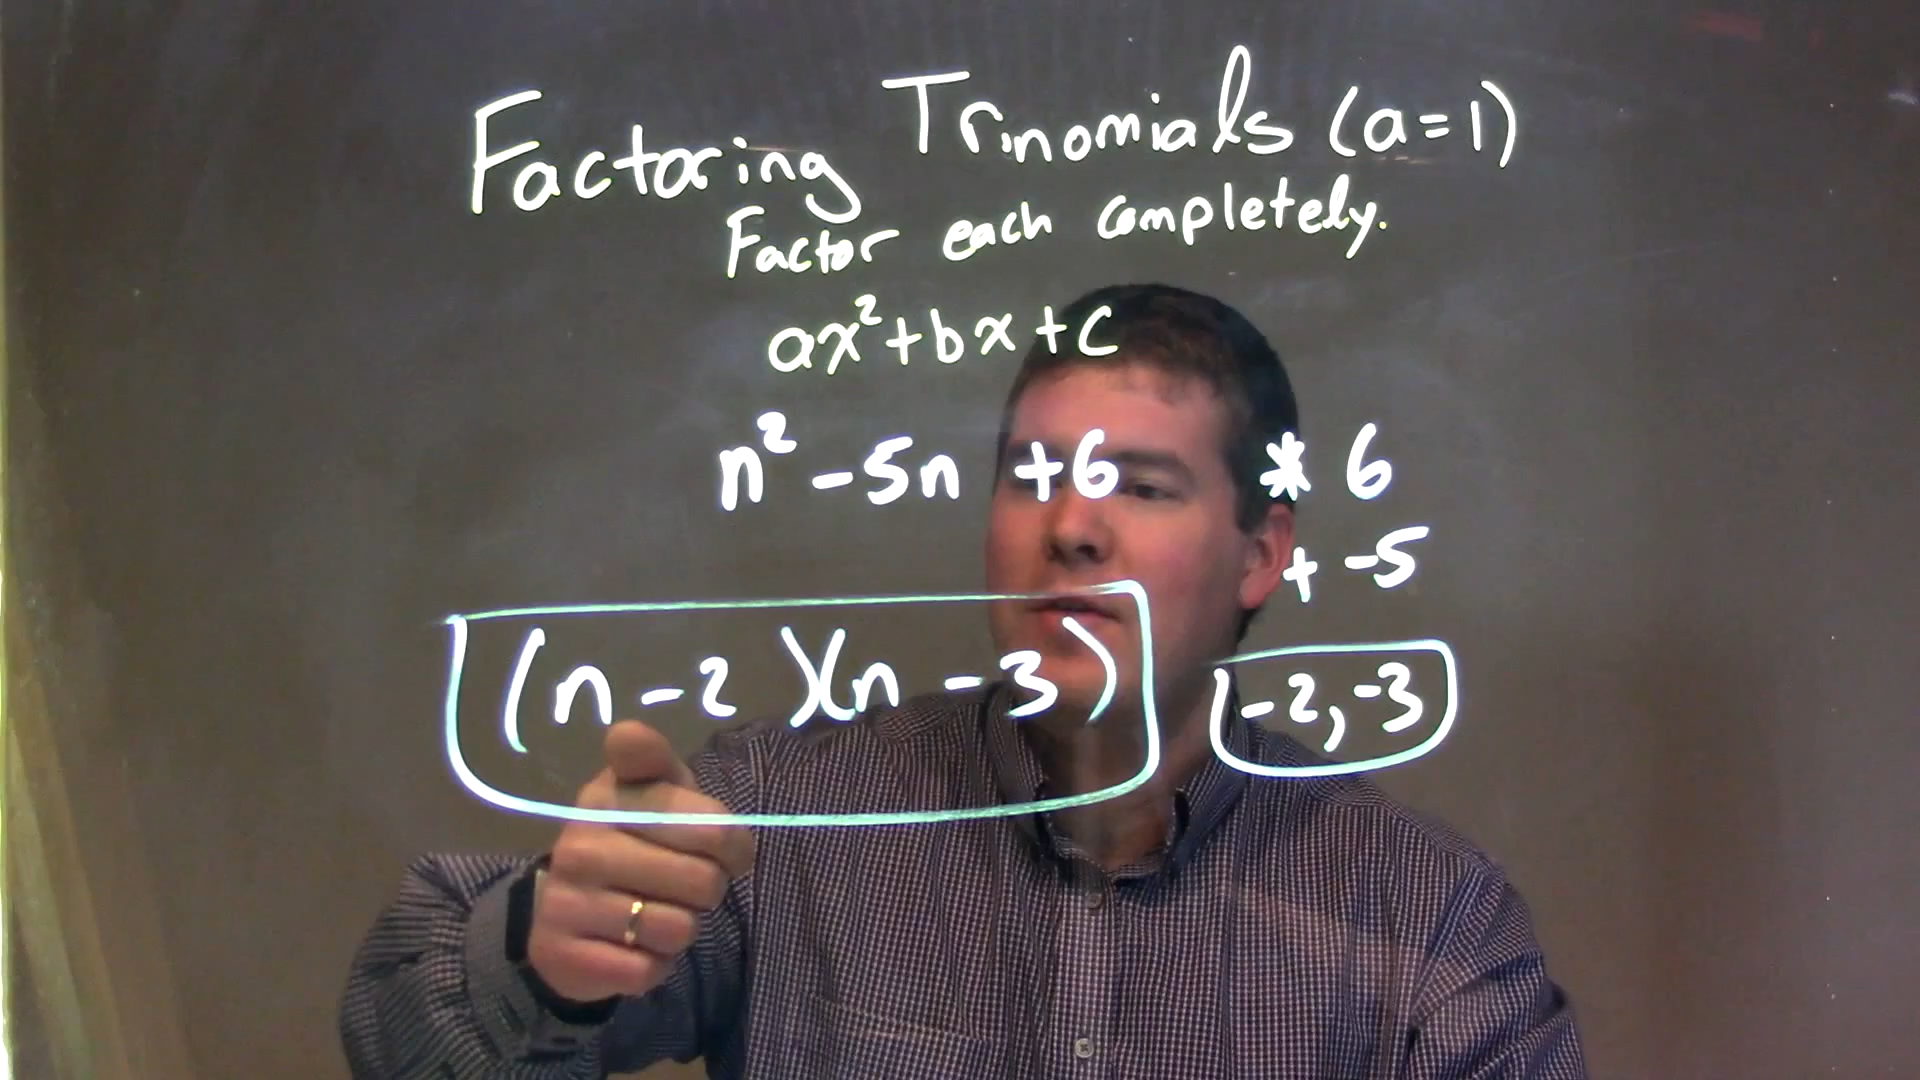 Factoring Trinomials (a=1)
Factor each completely.
ax²+bx+c
n²-5n+6 * 6
+ -5
(n-2)(n-3) -2,-3